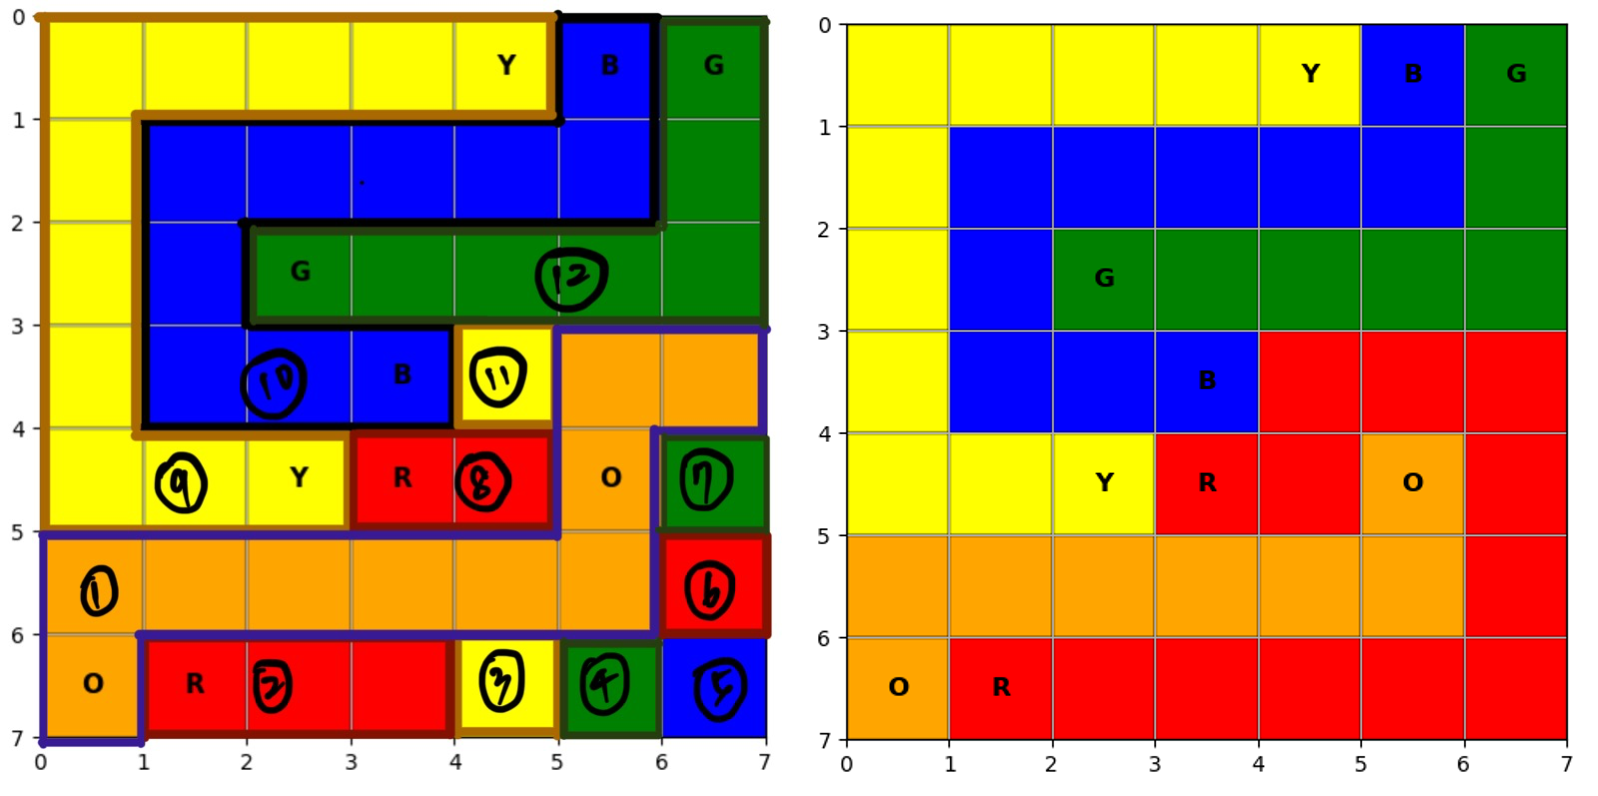 0 Y B G
1
2 G 12
3 10 B 11
4 9 Y R 8 O 7
5 1 6
6 O R 2 3 4 5
7
0 1 2 3 4 5 6 7
0 Y B G
1
2 G
3 B
4 Y R O
5
6 O R
7
0 1 2 3 4 5 6 7